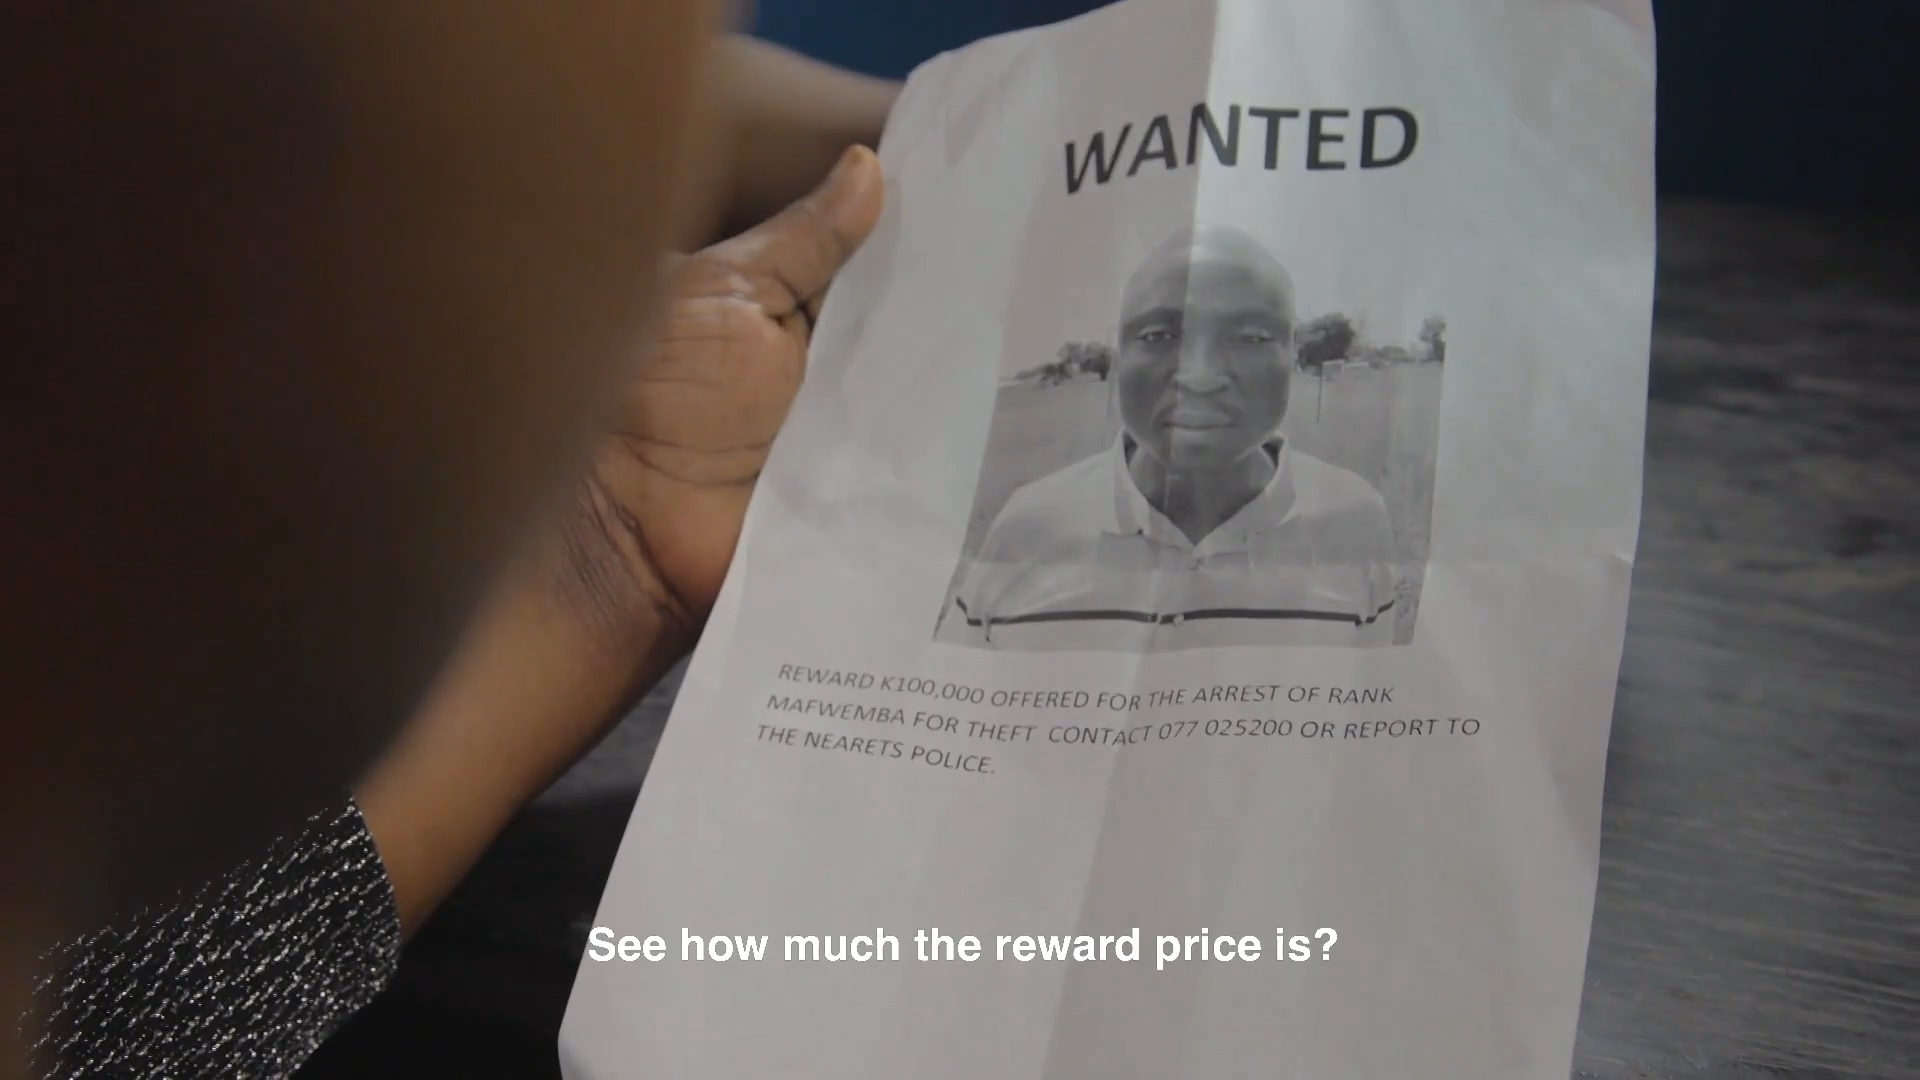 WANTED
REWARD K100,000 OFFERED FOR THE ARREST OF RANK
MAFWEMBA FOR THEFT CONTACT 077 025200 OR REPORT TO
THE NEARETS POLICE.
See how much the reward price is?